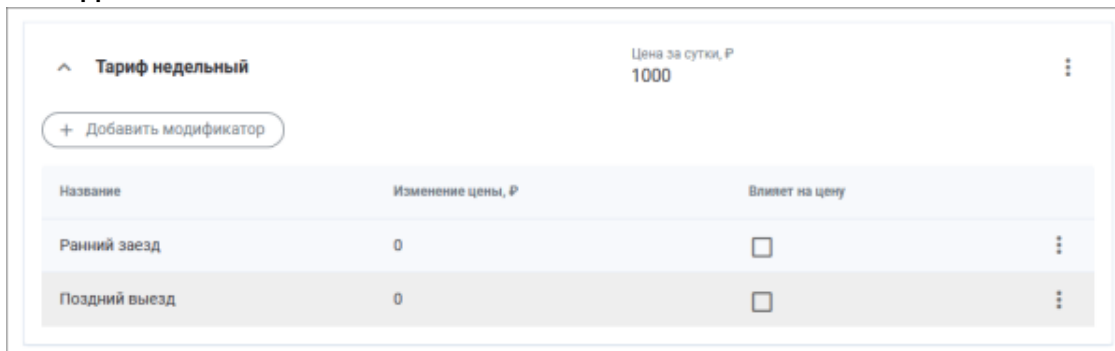 Тариф недельный
Цена за сутки, ₽
1000
+ Добавить модификатор
Название Изменение цены, ₽ Влияет на цену
Ранний заезд 0
Поздний выезд 0